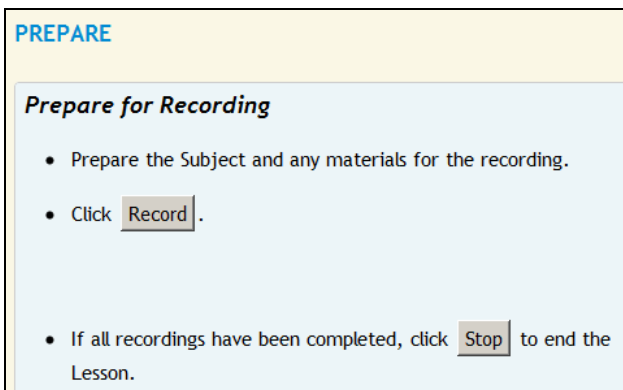 PREPARE
Prepare for Recording
• Prepare the Subject and any materials for the recording.
• Click Record.
• If all recordings have been completed, click Stop to end the
Lesson.